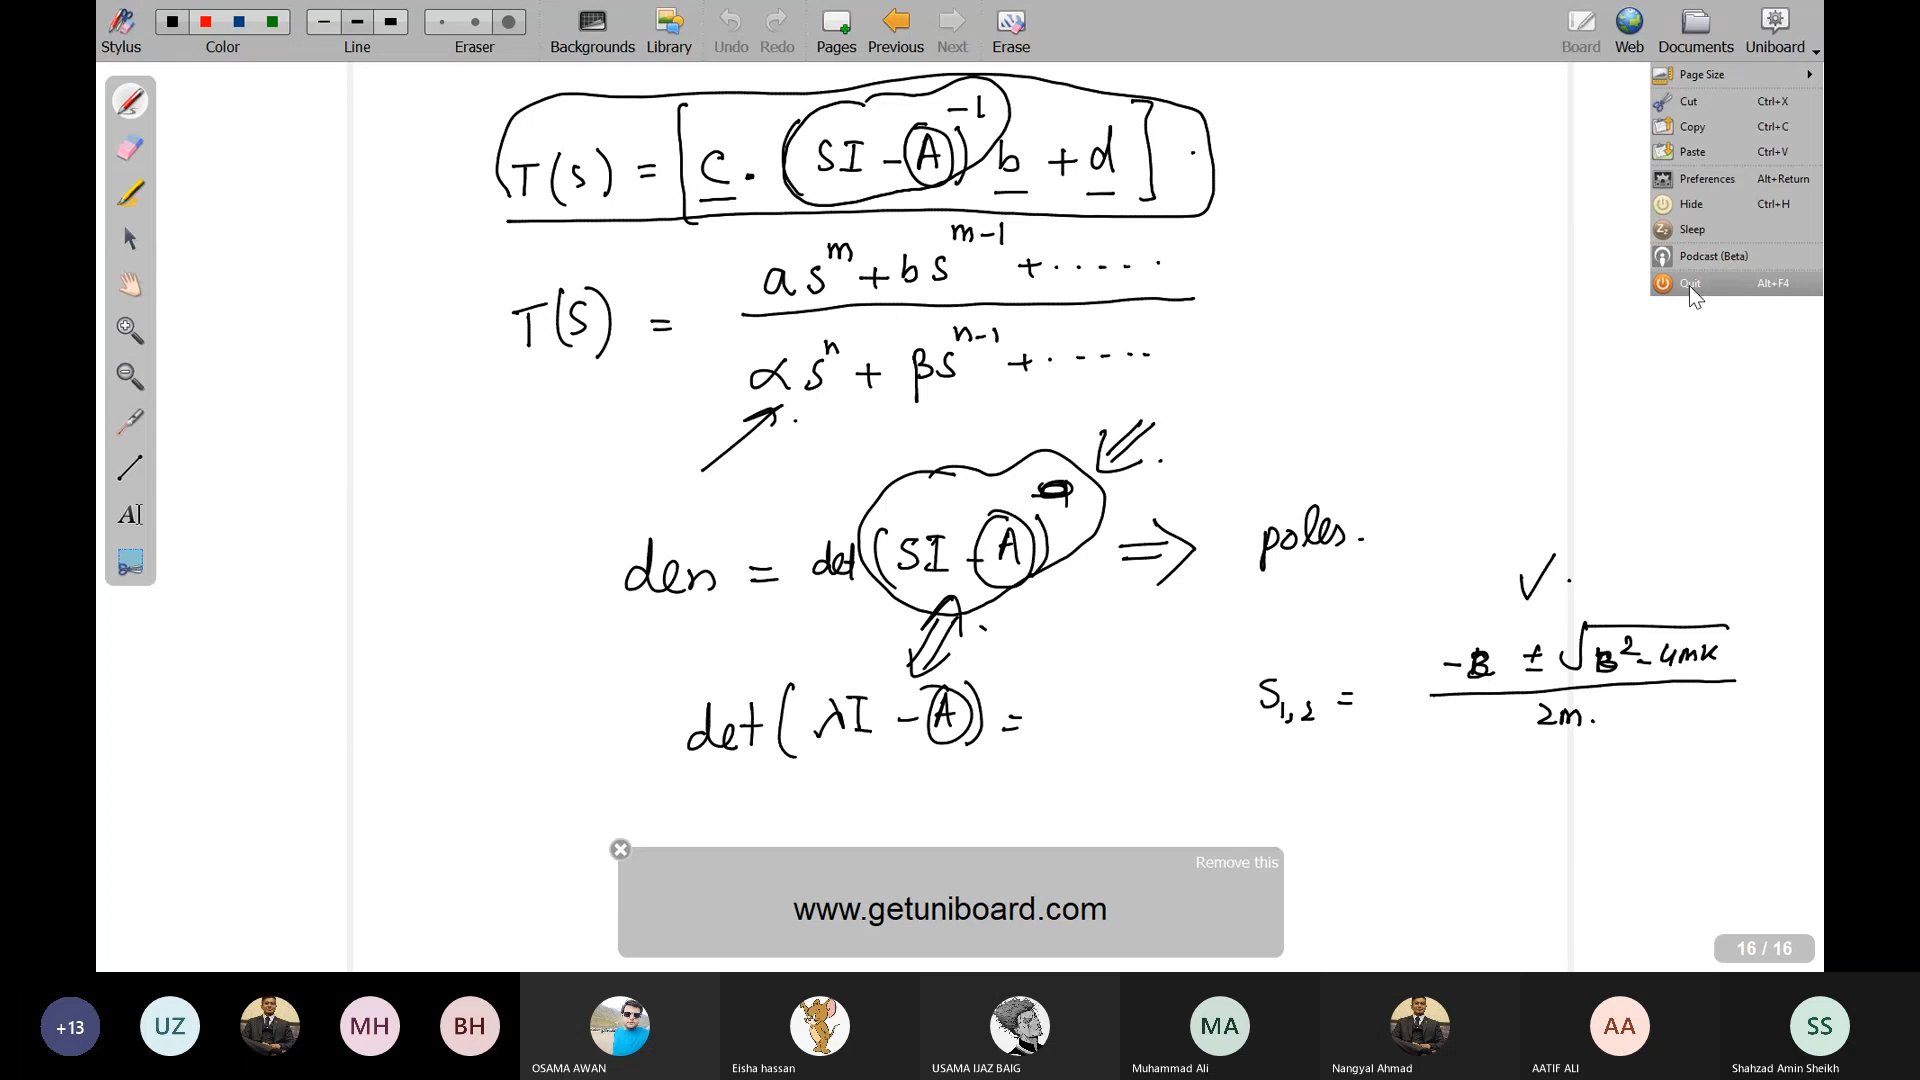 Stylus Color Line Eraser Backgrounds Library Undo Redo Pages Previous Next Erase Board Web Documents Uniboard
Page Size
Cut Ctrl+X
Copy Ctrl+C
Paste Ctrl+V
Preferences Alt+Return
Hide Ctrl+H
Sleep
Podcast (Beta)
Quit Alt+F4
T(s) = [c. (SI - A)^-1 b + d].
T(s) = (as^m + bs^m-1 + .....) / (αs^n + βs^n-1 + .....)
den = det(SI - A) ⇒ poles.
det(λI - A) =
S1,2 = (-B ± √(B^2 - 4mk)) / 2m.
Remove this
www.getuniboard.com
16 / 16
+13 UZ MH BH MA AA SS
OSAMA AWAN Eisha hassan USAMA IJAZ BAIG Muhammad Ali Nangyal Ahmad AATIF ALI Shahzad Amin Sheikh